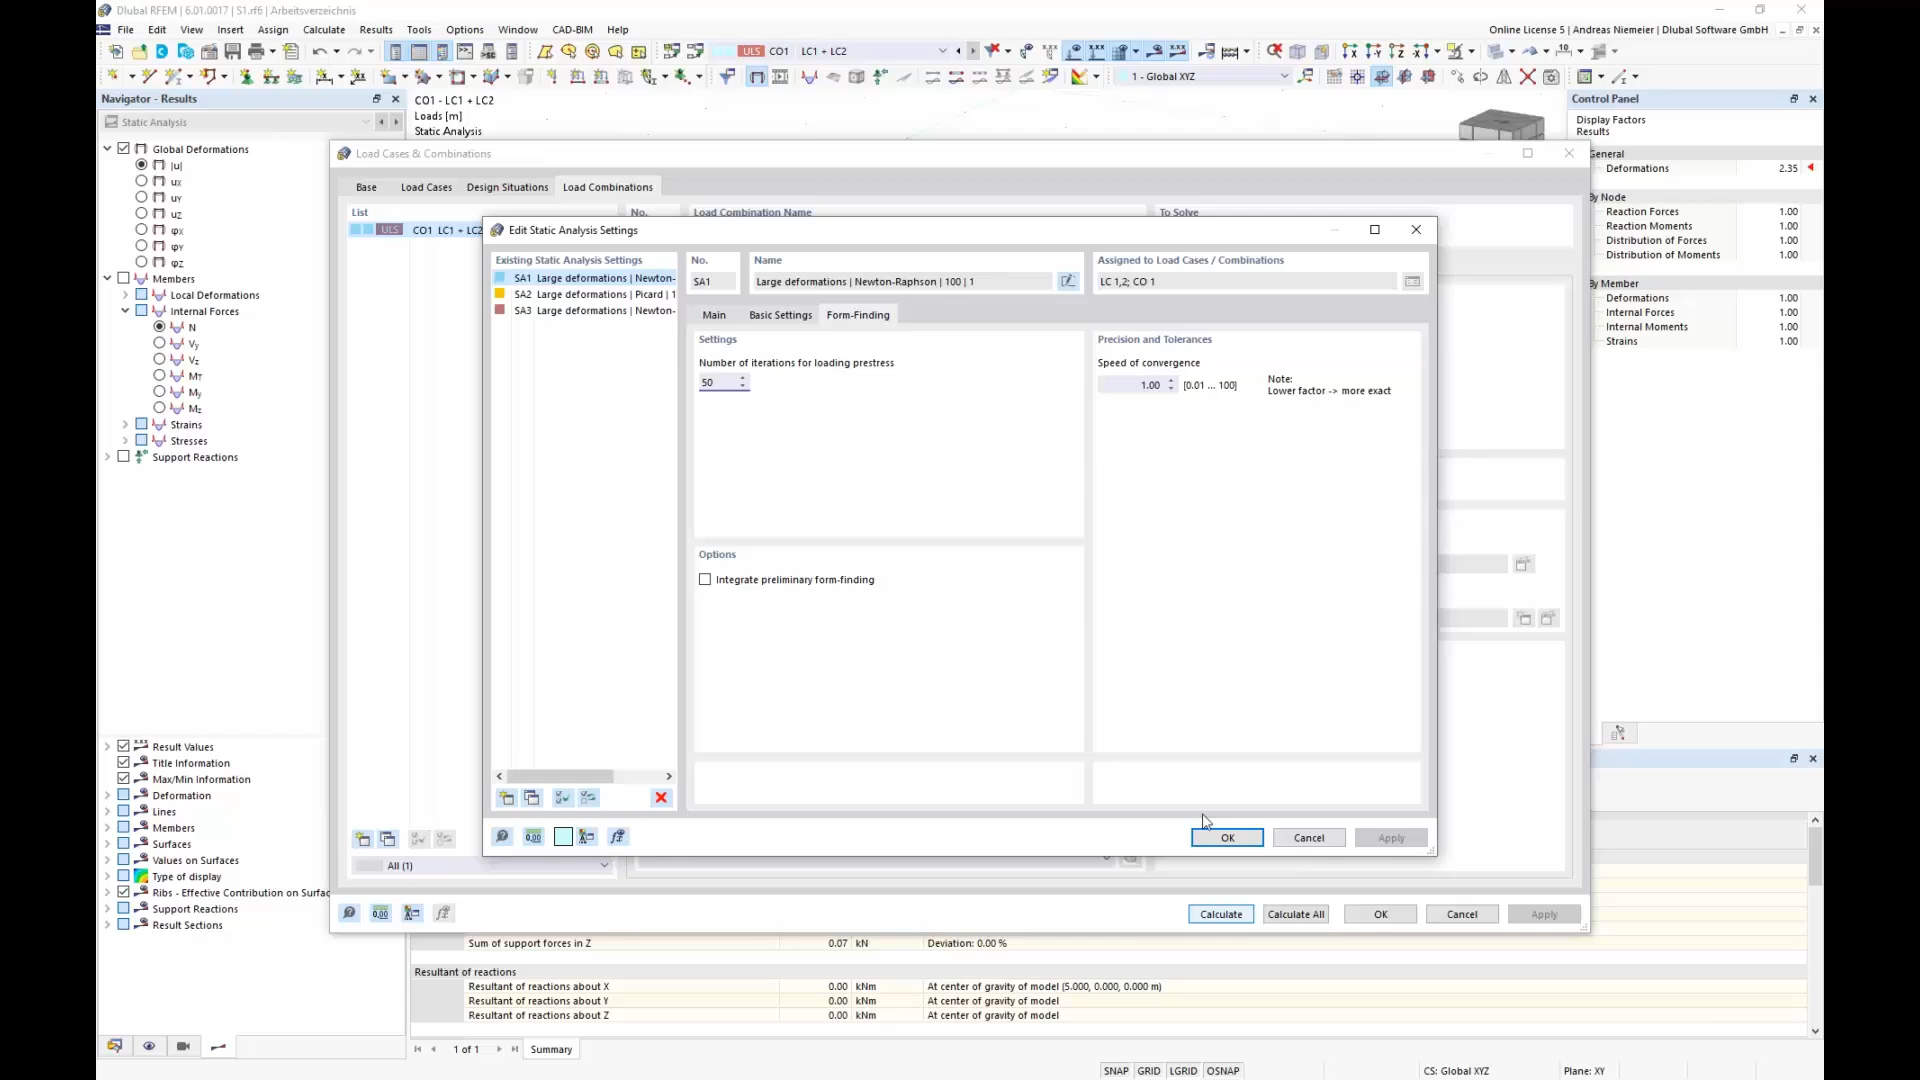 Dlubal RFEM | 6.01.0017 | S1.rf6 | Arbeitsverzeichnis
File Edit View Insert Assign Calculate Results Tools Options Window CAD-BIM Help
Online License 5 | Andreas Niemeier | Dlubal Software GmbH
ULS CO1 LC1 + LC2
1 - Global XYZ
Navigator - Results
Static Analysis
Global Deformations
|u|
uX
uY
uZ
φX
φY
φZ
Members
Local Deformations
Internal Forces
N
Vy
Vz
MT
My
Mz
Strains
Stresses
Support Reactions
Result Values
Title Information
Max/Min Information
Deformation
Lines
Members
Surfaces
Values on Surfaces
Type of display
Ribs - Effective Contribution on Surfac
Support Reactions
Result Sections
CO1 - LC1 + LC2
Loads [m]
Static Analysis
Load Cases & Combinations
Base Load Cases Design Situations Load Combinations
List
No.
Load Combination Name
To Solve
ULS CO1 LC1 + LC2
All (1)
Calculate Calculate All OK Cancel Apply
Edit Static Analysis Settings
Existing Static Analysis Settings
SA1 Large deformations | Newton-
SA2 Large deformations | Picard | 1
SA3 Large deformations | Newton-
No.
SA1
Name
Large deformations | Newton-Raphson | 100 | 1
Assigned to Load Cases / Combinations
LC 1,2; CO 1
Main Basic Settings Form-Finding
Settings
Number of iterations for loading prestress
50
Options
Integrate preliminary form-finding
Precision and Tolerances
Speed of convergence
1.00 [0.01 ... 100]
Note:
Lower factor -> more exact
OK Cancel Apply
Control Panel
Display Factors
Results
General
Deformations 2.35
By Node
Reaction Forces 1.00
Reaction Moments 1.00
Distribution of Forces 1.00
Distribution of Moments 1.00
By Member
Deformations 1.00
Internal Forces 1.00
Internal Moments 1.00
Strains 1.00
Sum of support forces in Z 0.07 kN Deviation: 0.00 %
Resultant of reactions
Resultant of reactions about X 0.00 kNm At center of gravity of model (5.000, 0.000, 0.000 m)
Resultant of reactions about Y 0.00 kNm At center of gravity of model
Resultant of reactions about Z 0.00 kNm At center of gravity of model
1 of 1 Summary
SNAP GRID LGRID OSNAP CS: Global XYZ Plane: XY